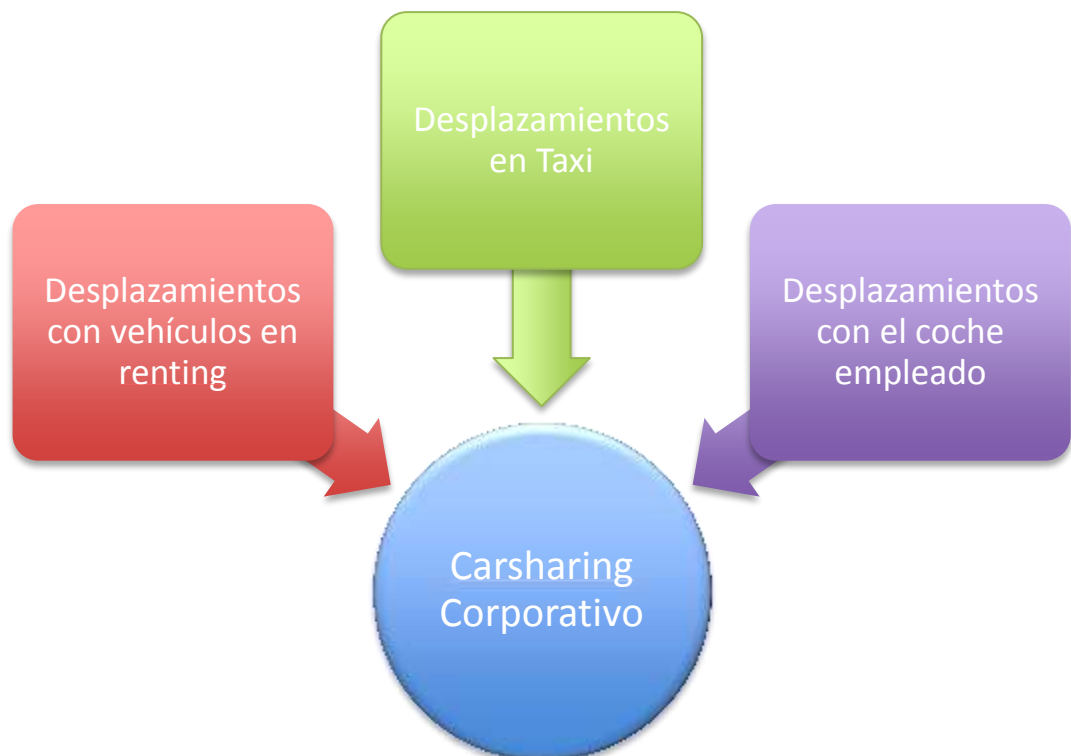 Desplazamientos
en Taxi
Desplazamientos
con vehículos en
renting
Desplazamientos
con el coche
empleado
Carsharing
Corporativo